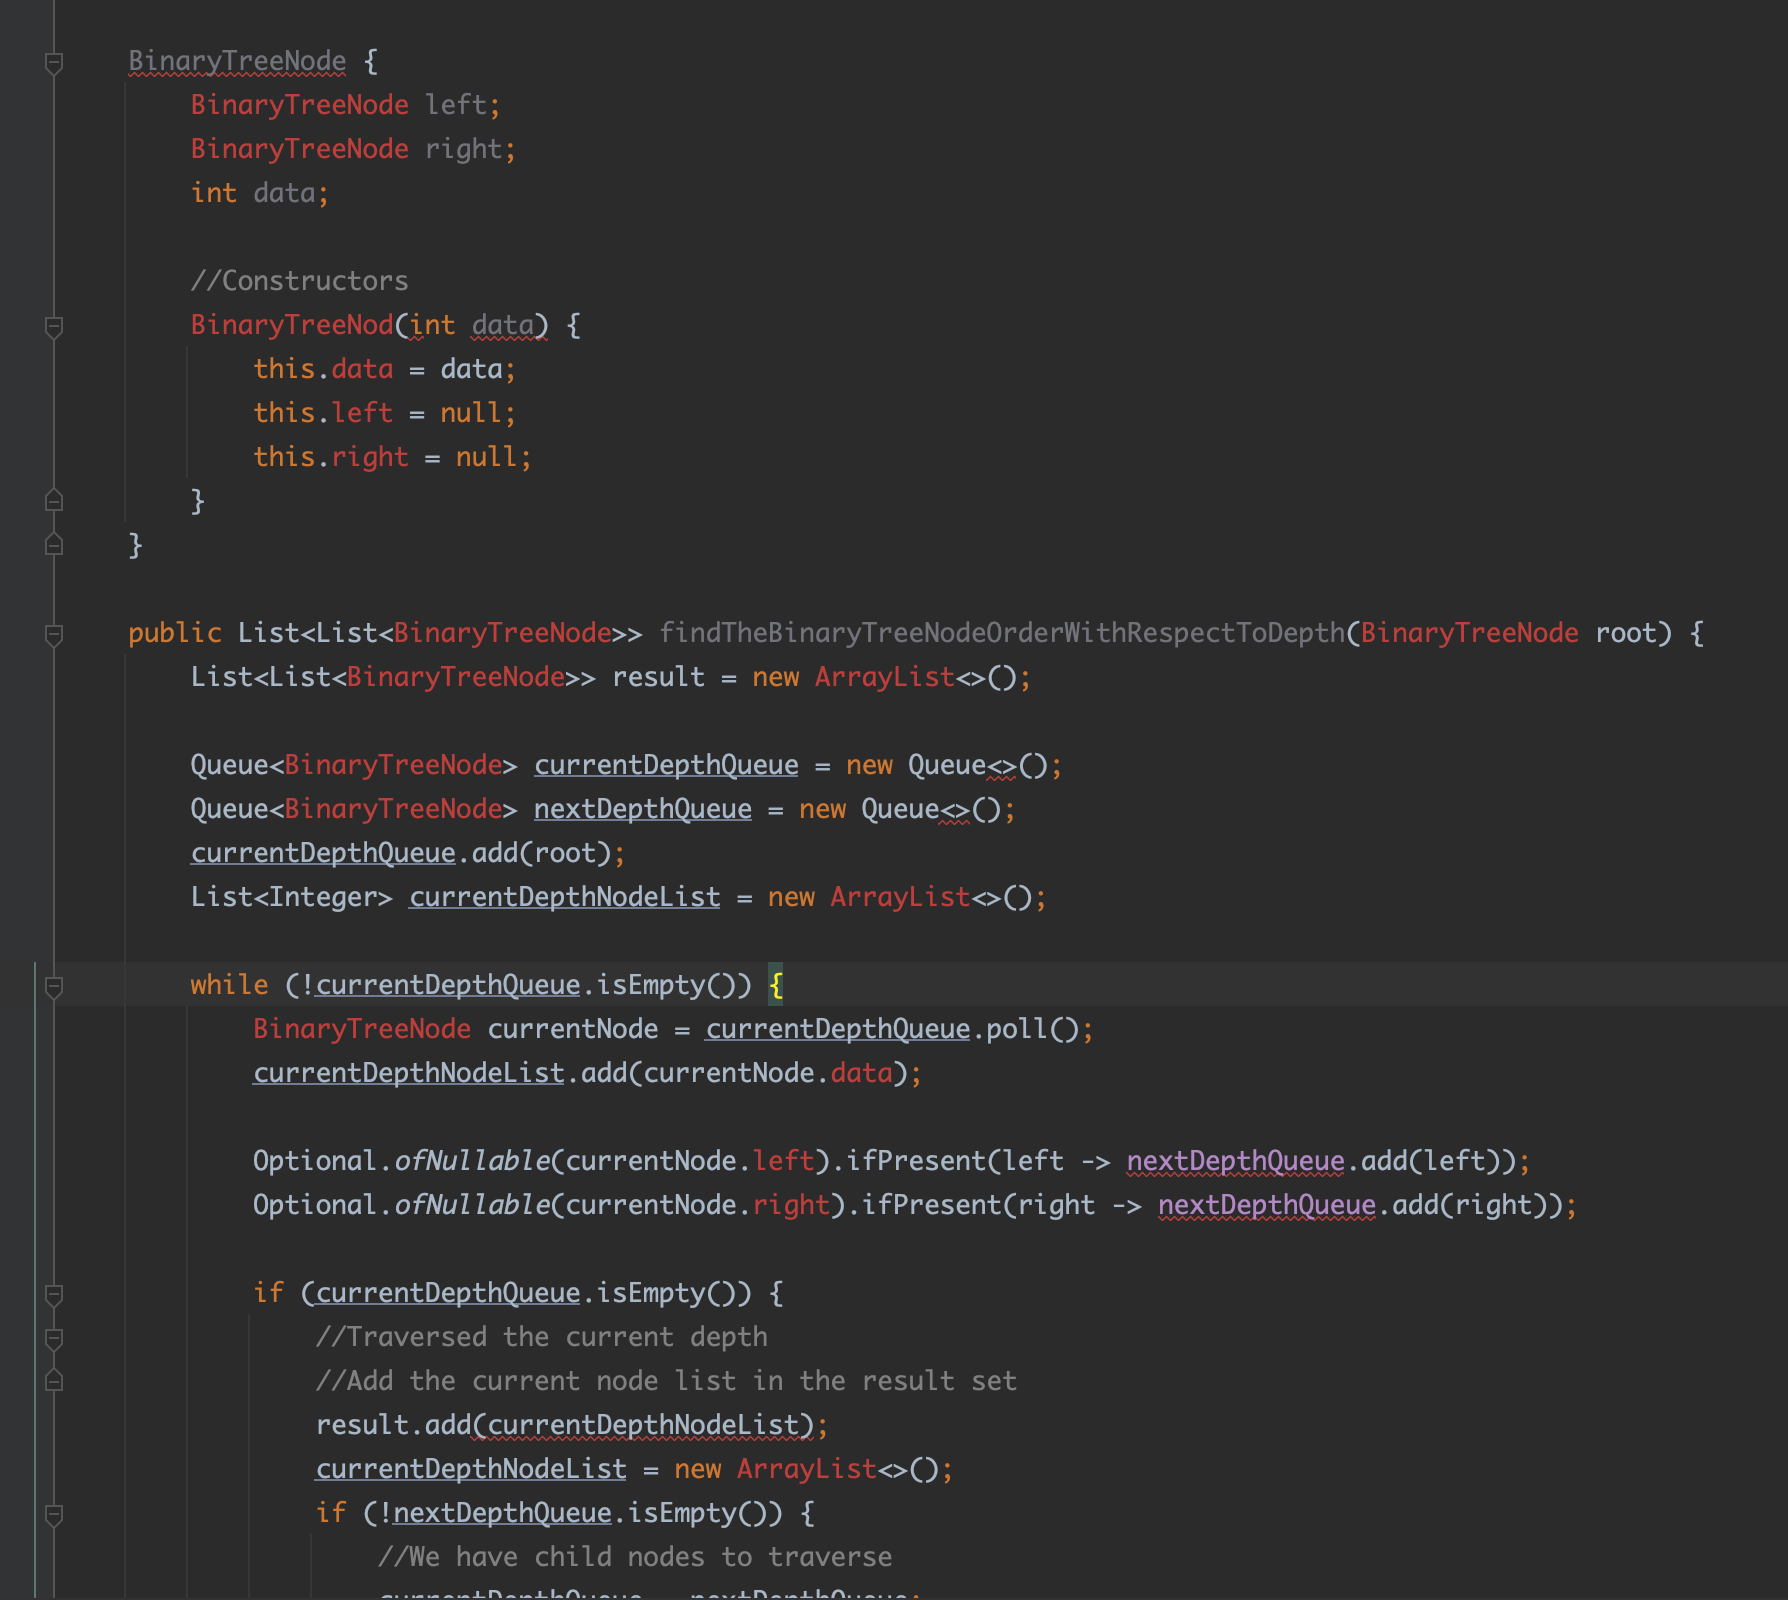 BinaryTreeNode {
BinaryTreeNode left;
BinaryTreeNode right;
int data;
//Constructors
BinaryTreeNod(int data) {
this.data = data;
this.left = null;
this.right = null;
}
}
public List<List<BinaryTreeNode>> findTheBinaryTreeNodeOrderWithRespectToDepth(BinaryTreeNode root) {
List<List<BinaryTreeNode>> result = new ArrayList<>();
Queue<BinaryTreeNode> currentDepthQueue = new Queue<>();
Queue<BinaryTreeNode> nextDepthQueue = new Queue<>();
currentDepthQueue.add(root);
List<Integer> currentDepthNodeList = new ArrayList<>();
while (!currentDepthQueue.isEmpty()) {
BinaryTreeNode currentNode = currentDepthQueue.poll();
currentDepthNodeList.add(currentNode.data);
Optional.ofNullable(currentNode.left).ifPresent(left -> nextDepthQueue.add(left));
Optional.ofNullable(currentNode.right).ifPresent(right -> nextDepthQueue.add(right));
if (currentDepthQueue.isEmpty()) {
//Traversed the current depth
//Add the current node list in the result set
result.add(currentDepthNodeList);
currentDepthNodeList = new ArrayList<>();
if (!nextDepthQueue.isEmpty()) {
//We have child nodes to traverse
currentDepthQueue = nextDepthQueue;